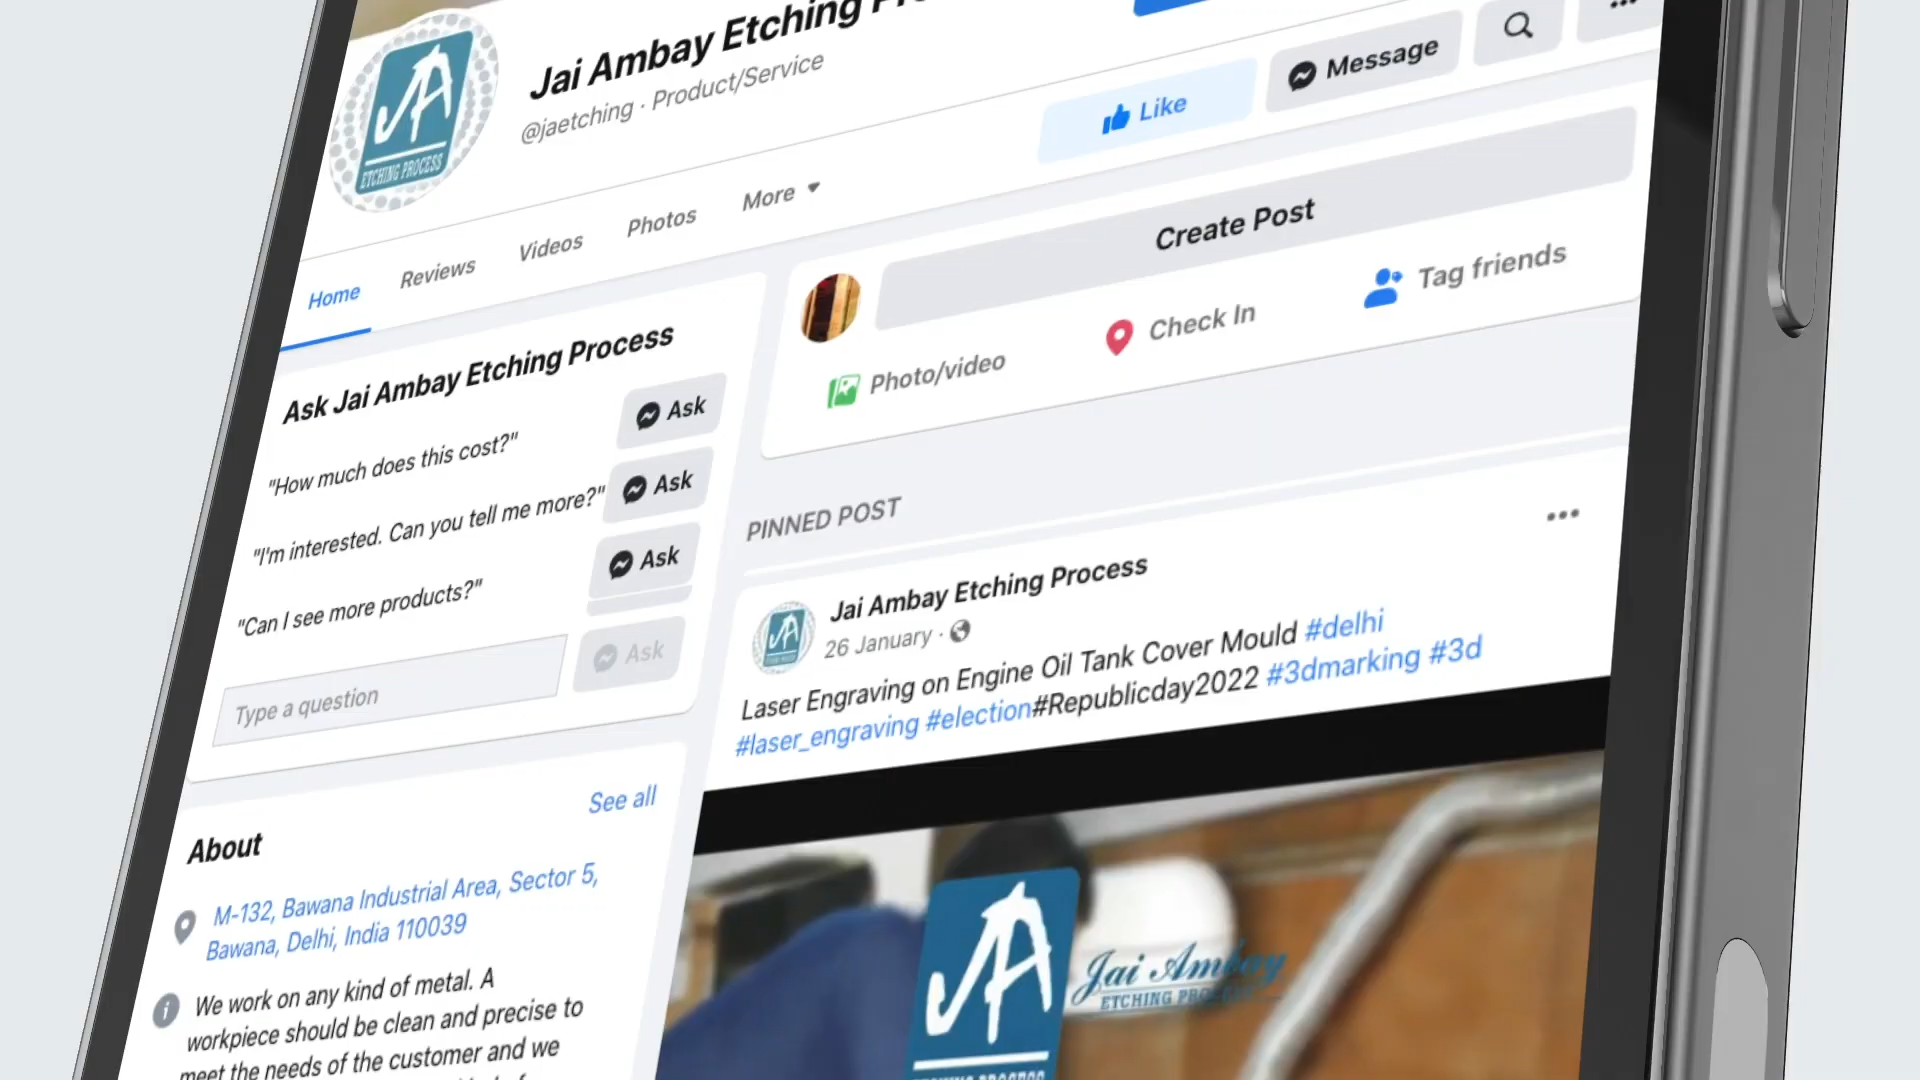 JA
ETCHING PROCESS
Jai Ambay Etching
@jaetching · Product/Service
Like
Message
Home
Reviews
Videos
Photos
More
Create Post
Photo/video
Check In
Tag friends
Ask Jai Ambay Etching Process
"How much does this cost?"
Ask
"I'm interested. Can you tell me more?"
Ask
"Can I see more products?"
Ask
Type a question
Ask
PINNED POST
Jai Ambay Etching Process
26 January ·
Laser Engraving on Engine Oil Tank Cover Mould #delhi
#laser_engraving #election#Republicday2022 #3dmarking #3d
About
See all
M-132, Bawana Industrial Area, Sector 5,
Bawana, Delhi, India 110039
We work on any kind of metal. A
workpiece should be clean and precise to
meet the needs of the customer and we
JA
Jai Ambay
ETCHING